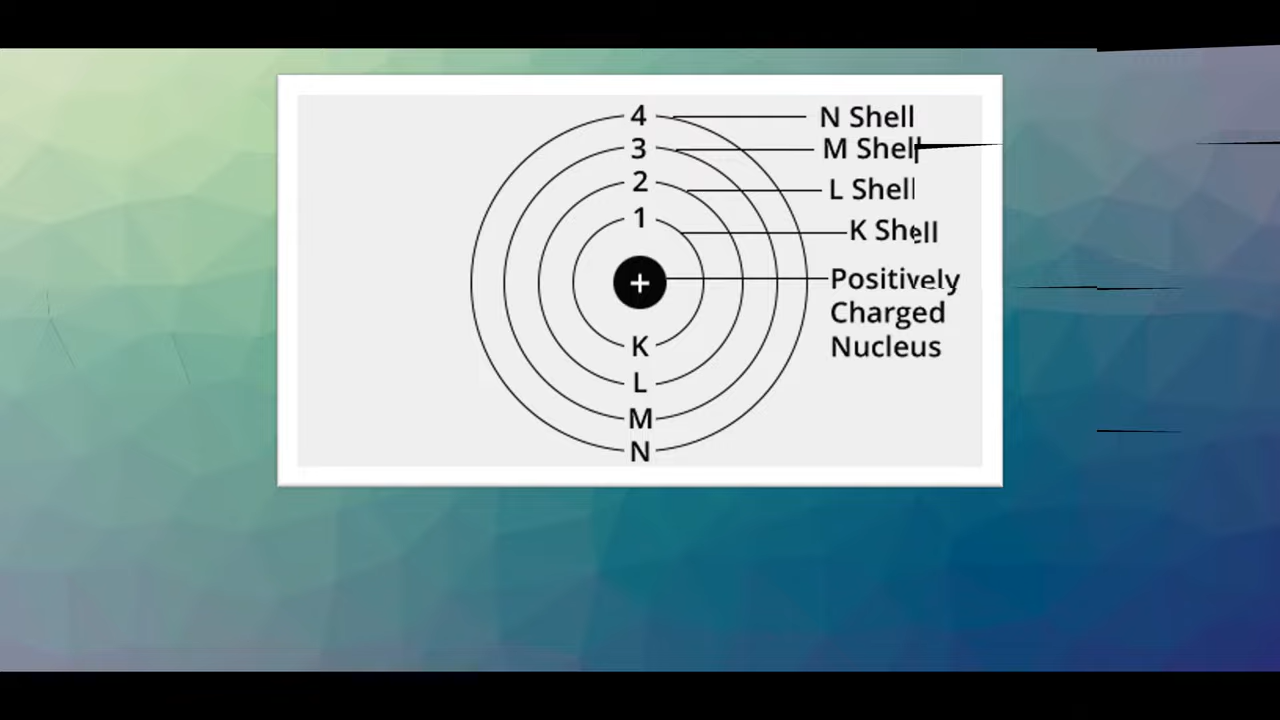 4
N Shell
3
M Shell
2
L Shell
1
K Shell
+
Positively
Charged
Nucleus
K
L
M
N